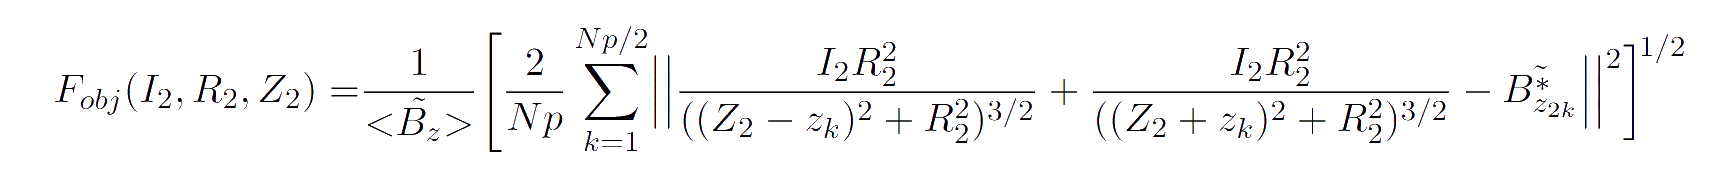 $F_{obj}(I_2, R_2, Z_2) = \frac{1}{<\tilde{B_z}>} \left[ \frac{2}{Np} \sum_{k=1}^{Np/2} \left|\left| \frac{I_2 R_2^2}{((Z_2 - z_k)^2 + R_2^2)^{3/2}} + \frac{I_2 R_2^2}{((Z_2 + z_k)^2 + R_2^2)^{3/2}} - \tilde{B^*_{z_{2k}}} \right|\right|^2 \right]^{1/2}$